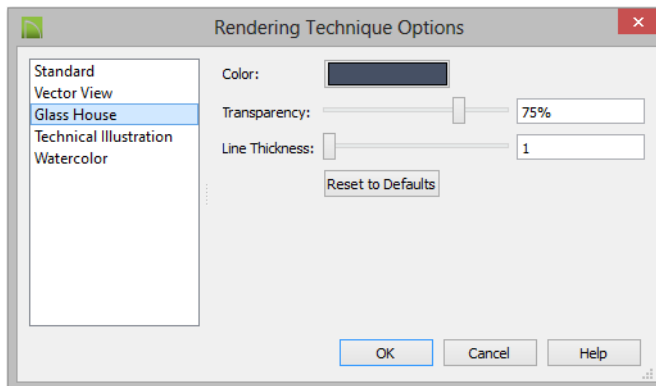 Rendering Technique Options
Standard
Vector View
Glass House
Technical Illustration
Watercolor
Color:
Transparency:
75%
Line Thickness:
1
Reset to Defaults
OK
Cancel
Help